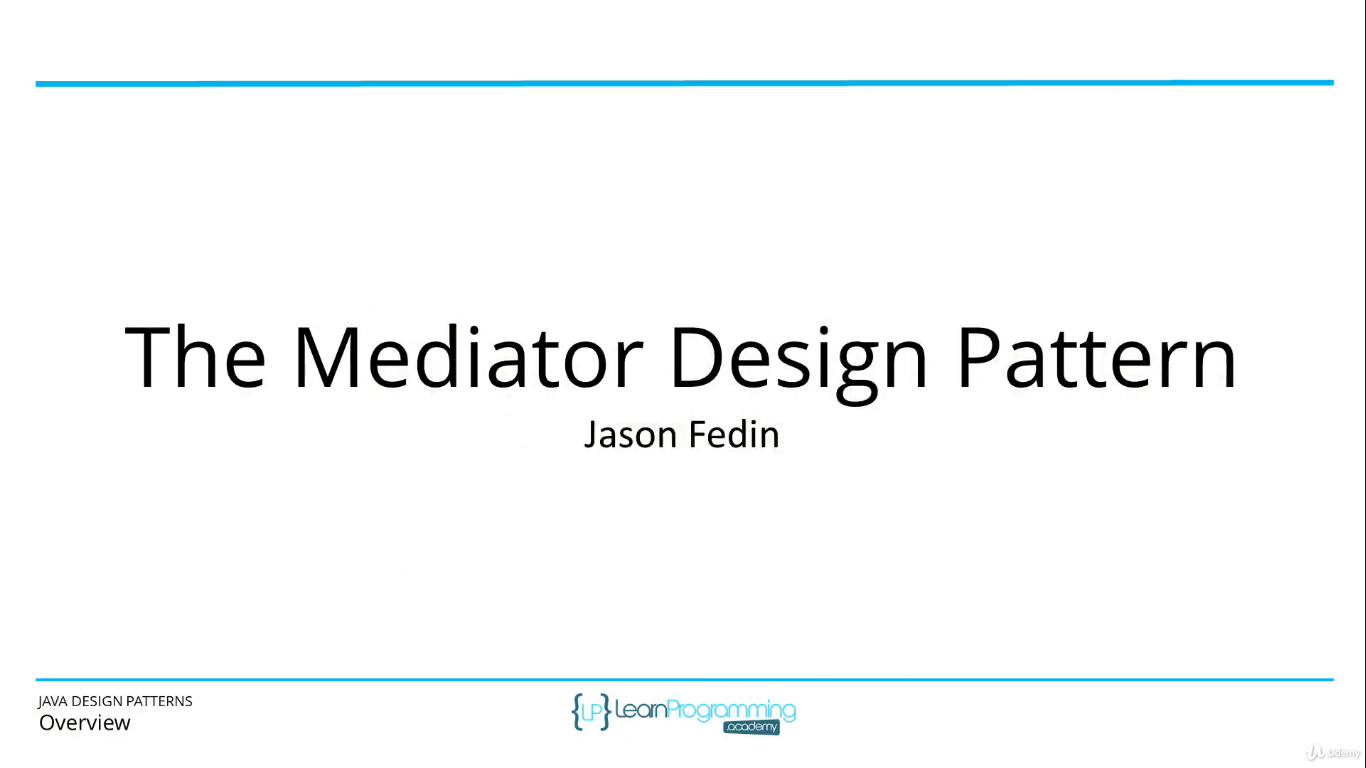 The Mediator Design Pattern
Jason Fedin
JAVA DESIGN PATTERNS
Overview
{LP} LearnProgramming
.academy
Udemy